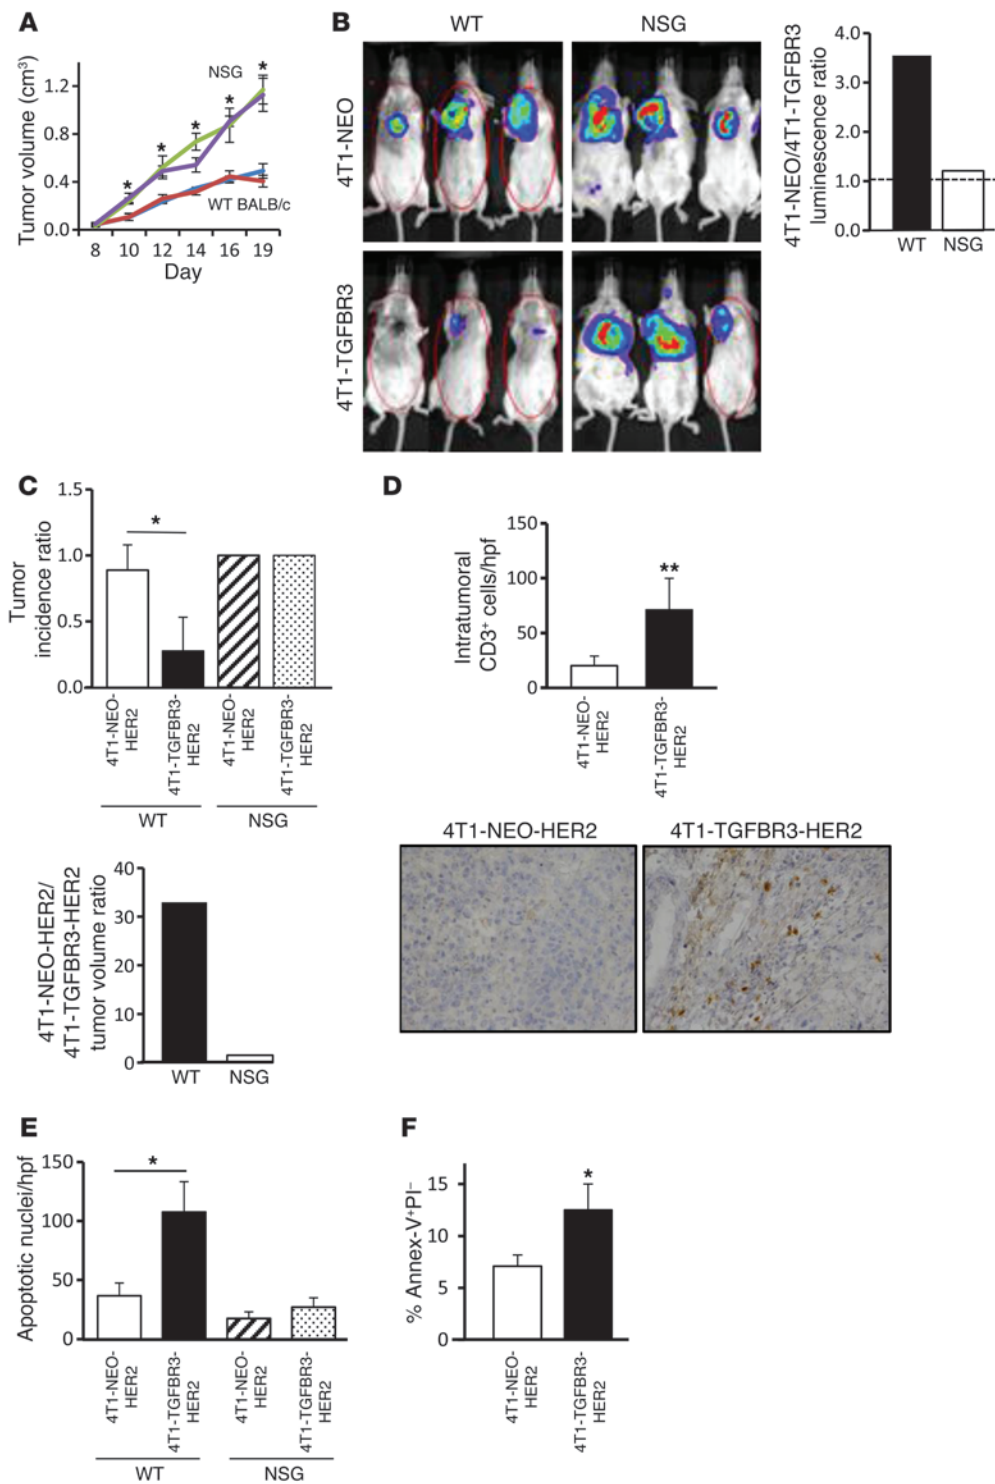 A
Tumor volume (cm³)
1.2
0.8
0.4
0.0
NSG
WT BALB/c
* * * * * *
8 10 12 14 16 19
Day
B
WT NSG
4T1-NEO
4T1-TGFBR3
4T1-NEO/4T1-TGFBR3
luminescence ratio
4.0
3.0
2.0
1.0
0.0
WT NSG
C
Tumor
incidence ratio
1.5
1.0
0.5
0.0
*
4T1-NEO-
HER2
4T1-TGFBR3-
HER2
4T1-NEO-
HER2
4T1-TGFBR3-
HER2
WT NSG
4T1-NEO-HER2/
4T1-TGFBR3-HER2
tumor volume ratio
40
30
20
10
0
WT NSG
D
Intratumoral
CD3⁺ cells/hpf
150
100
50
0
**
4T1-NEO-
HER2
4T1-TGFBR3-
HER2
4T1-NEO-HER2 4T1-TGFBR3-HER2
E
Apoptotic nuclei/hpf
150
100
50
0
*
4T1-NEO-
HER2
4T1-TGFBR3-
HER2
4T1-NEO-
HER2
4T1-TGFBR3-
HER2
WT NSG
F
% Annex-V⁺PI⁻
15
10
5
0
*
4T1-NEO-
HER2
4T1-TGFBR3-
HER2